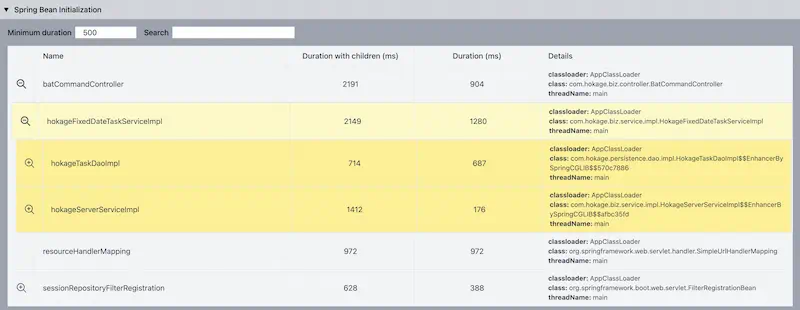 ▼ Spring Bean Initialization
Minimum duration 500 Search
Name Duration with children (ms) Duration (ms) Details
batCommandController 2191 904
classloader: AppClassLoader
class: com.hokage.biz.controller.BatCommandController
threadName: main
hokageFixedDateTaskServiceImpl 2149 1280
classloader: AppClassLoader
class: com.hokage.biz.service.impl.HokageFixedDateTaskServiceImpl
threadName: main
hokageTaskDaoImpl 714 687
classloader: AppClassLoader
class: com.hokage.persistence.dao.impl.HokageTaskDaoImpl$$EnhancerBy
SpringCGLIB$$570c7886
threadName: main
hokageServerServiceImpl 1412 176
classloader: AppClassLoader
class: com.hokage.biz.service.impl.HokageServerServiceImpl$$EnhancerB
ySpringCGLIB$$afbc35fd
threadName: main
resourceHandlerMapping 972 972
classloader: AppClassLoader
class: org.springframework.web.servlet.handler.SimpleUrlHandlerMapping
threadName: main
sessionRepositoryFilterRegistration 628 388
classloader: AppClassLoader
class: org.springframework.boot.web.servlet.FilterRegistrationBean
threadName: main